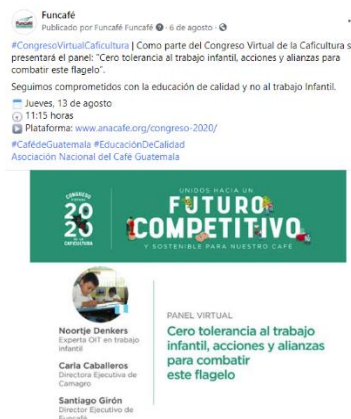 Funcafé
Publicado por Funcafé Funcafé · 6 de agosto ·
#CongresoVirtualCaficultura | Como parte del Congreso Virtual de la Caficultura s
presentará el panel: "Cero tolerancia al trabajo infantil, acciones y alianzas para
combatir este flagelo".
Seguimos comprometidos con la educación de calidad y no al trabajo Infantil.
Jueves, 13 de agosto
11:15 horas
Plataforma: www.anacafe.org/congreso-2020/
#CafédeGuatemala #EducaciónDeCalidad
Asociación Nacional del Café Guatemala
CONGRESO
VIRTUAL
2020
DE LA
CAFICULTURA
UNIDOS HACIA UN
FUTURO
COMPETITIVO
Y SOSTENIBLE PARA NUESTRO CAFÉ
Noortje Denkers
Experta OIT en trabajo
infantil
Carla Caballeros
Directora Ejecutiva de
Camagro
Santiago Girón
Director Ejecutivo de
Funcafé
PANEL VIRTUAL
Cero tolerancia al trabajo
infantil, acciones y alianzas
para combatir
este flagelo